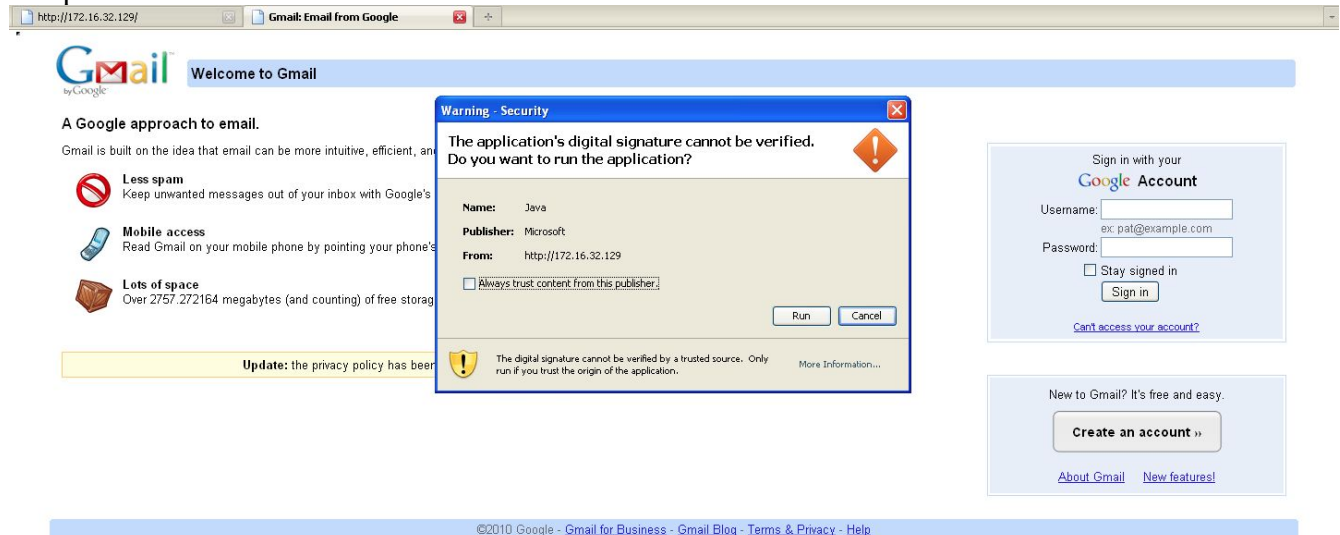 http://172.16.32.129/
Gmail: Email from Google
Gmail
by Google
Welcome to Gmail
A Google approach to email.
Gmail is built on the idea that email can be more intuitive, efficient, an
Less spam
Keep unwanted messages out of your inbox with Google's
Mobile access
Read Gmail on your mobile phone by pointing your phone's
Lots of space
Over 2757.272164 megabytes (and counting) of free storag
Update: the privacy policy has been
Warning - Security
The application's digital signature cannot be verified.
Do you want to run the application?
Name: Java
Publisher: Microsoft
From: http://172.16.32.129
Always trust content from this publisher.
Run Cancel
The digital signature cannot be verified by a trusted source. Only
run if you trust the origin of the application.
More Information...
Sign in with your
Google Account
Username:
ex: pat@example.com
Password:
Stay signed in
Sign in
Can't access your account?
New to Gmail? It's free and easy.
Create an account »
About Gmail New features!
©2010 Google - Gmail for Business - Gmail Blog - Terms & Privacy - Help